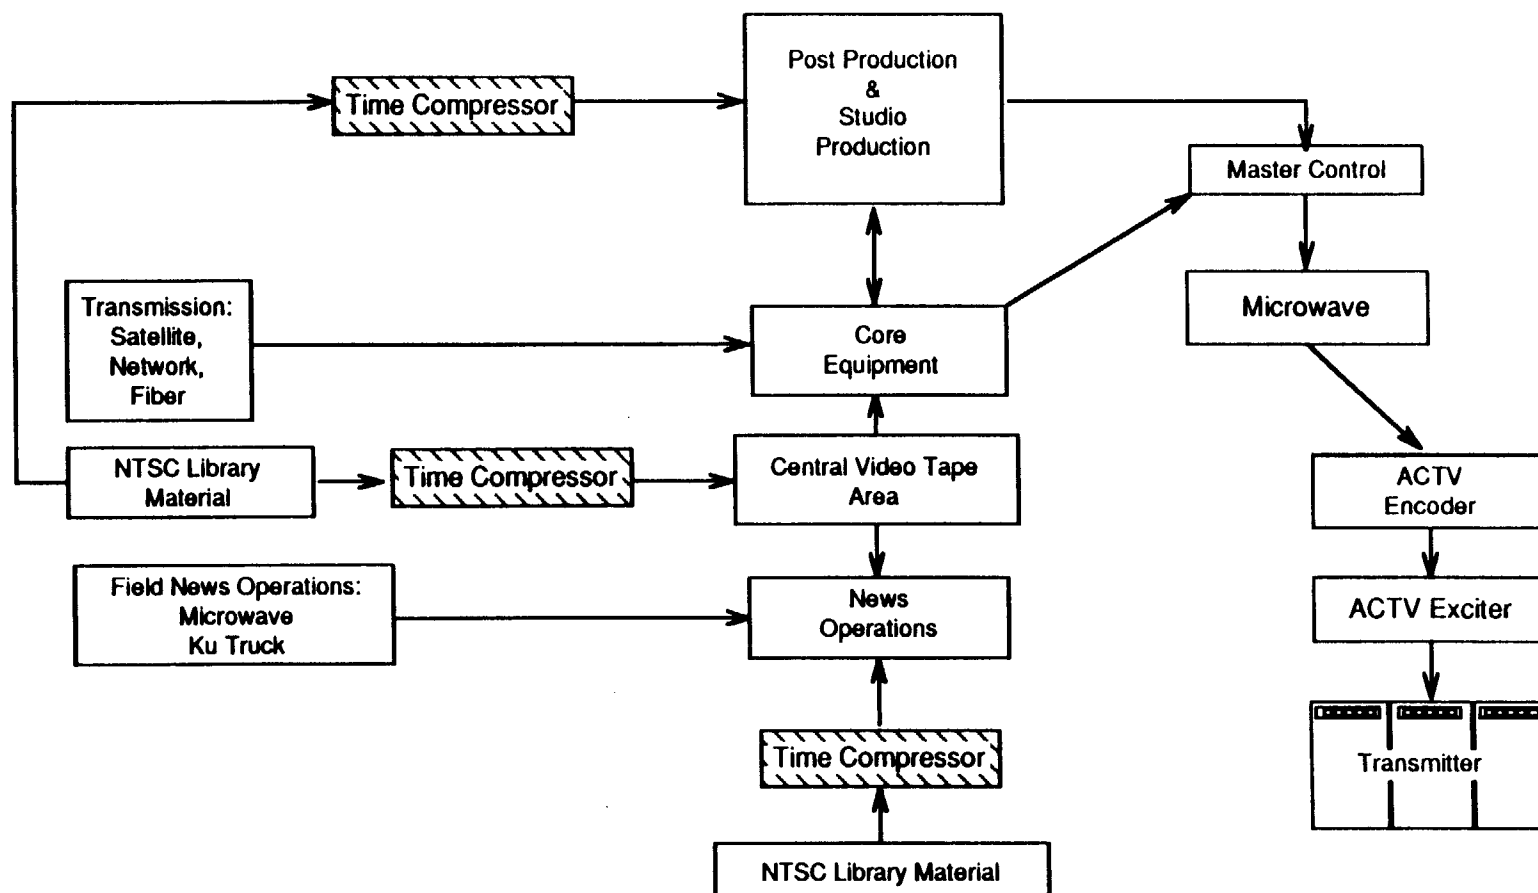 Post Production
&
Studio
Production
Time Compressor
Master Control
Transmission:
Satellite,
Network,
Fiber
Core
Equipment
Microwave
NTSC Library
Material
Time Compressor
Central Video Tape
Area
ACTV
Encoder
Field News Operations:
Microwave
Ku Truck
News
Operations
ACTV Exciter
Time Compressor
Transmitter
NTSC Library Material